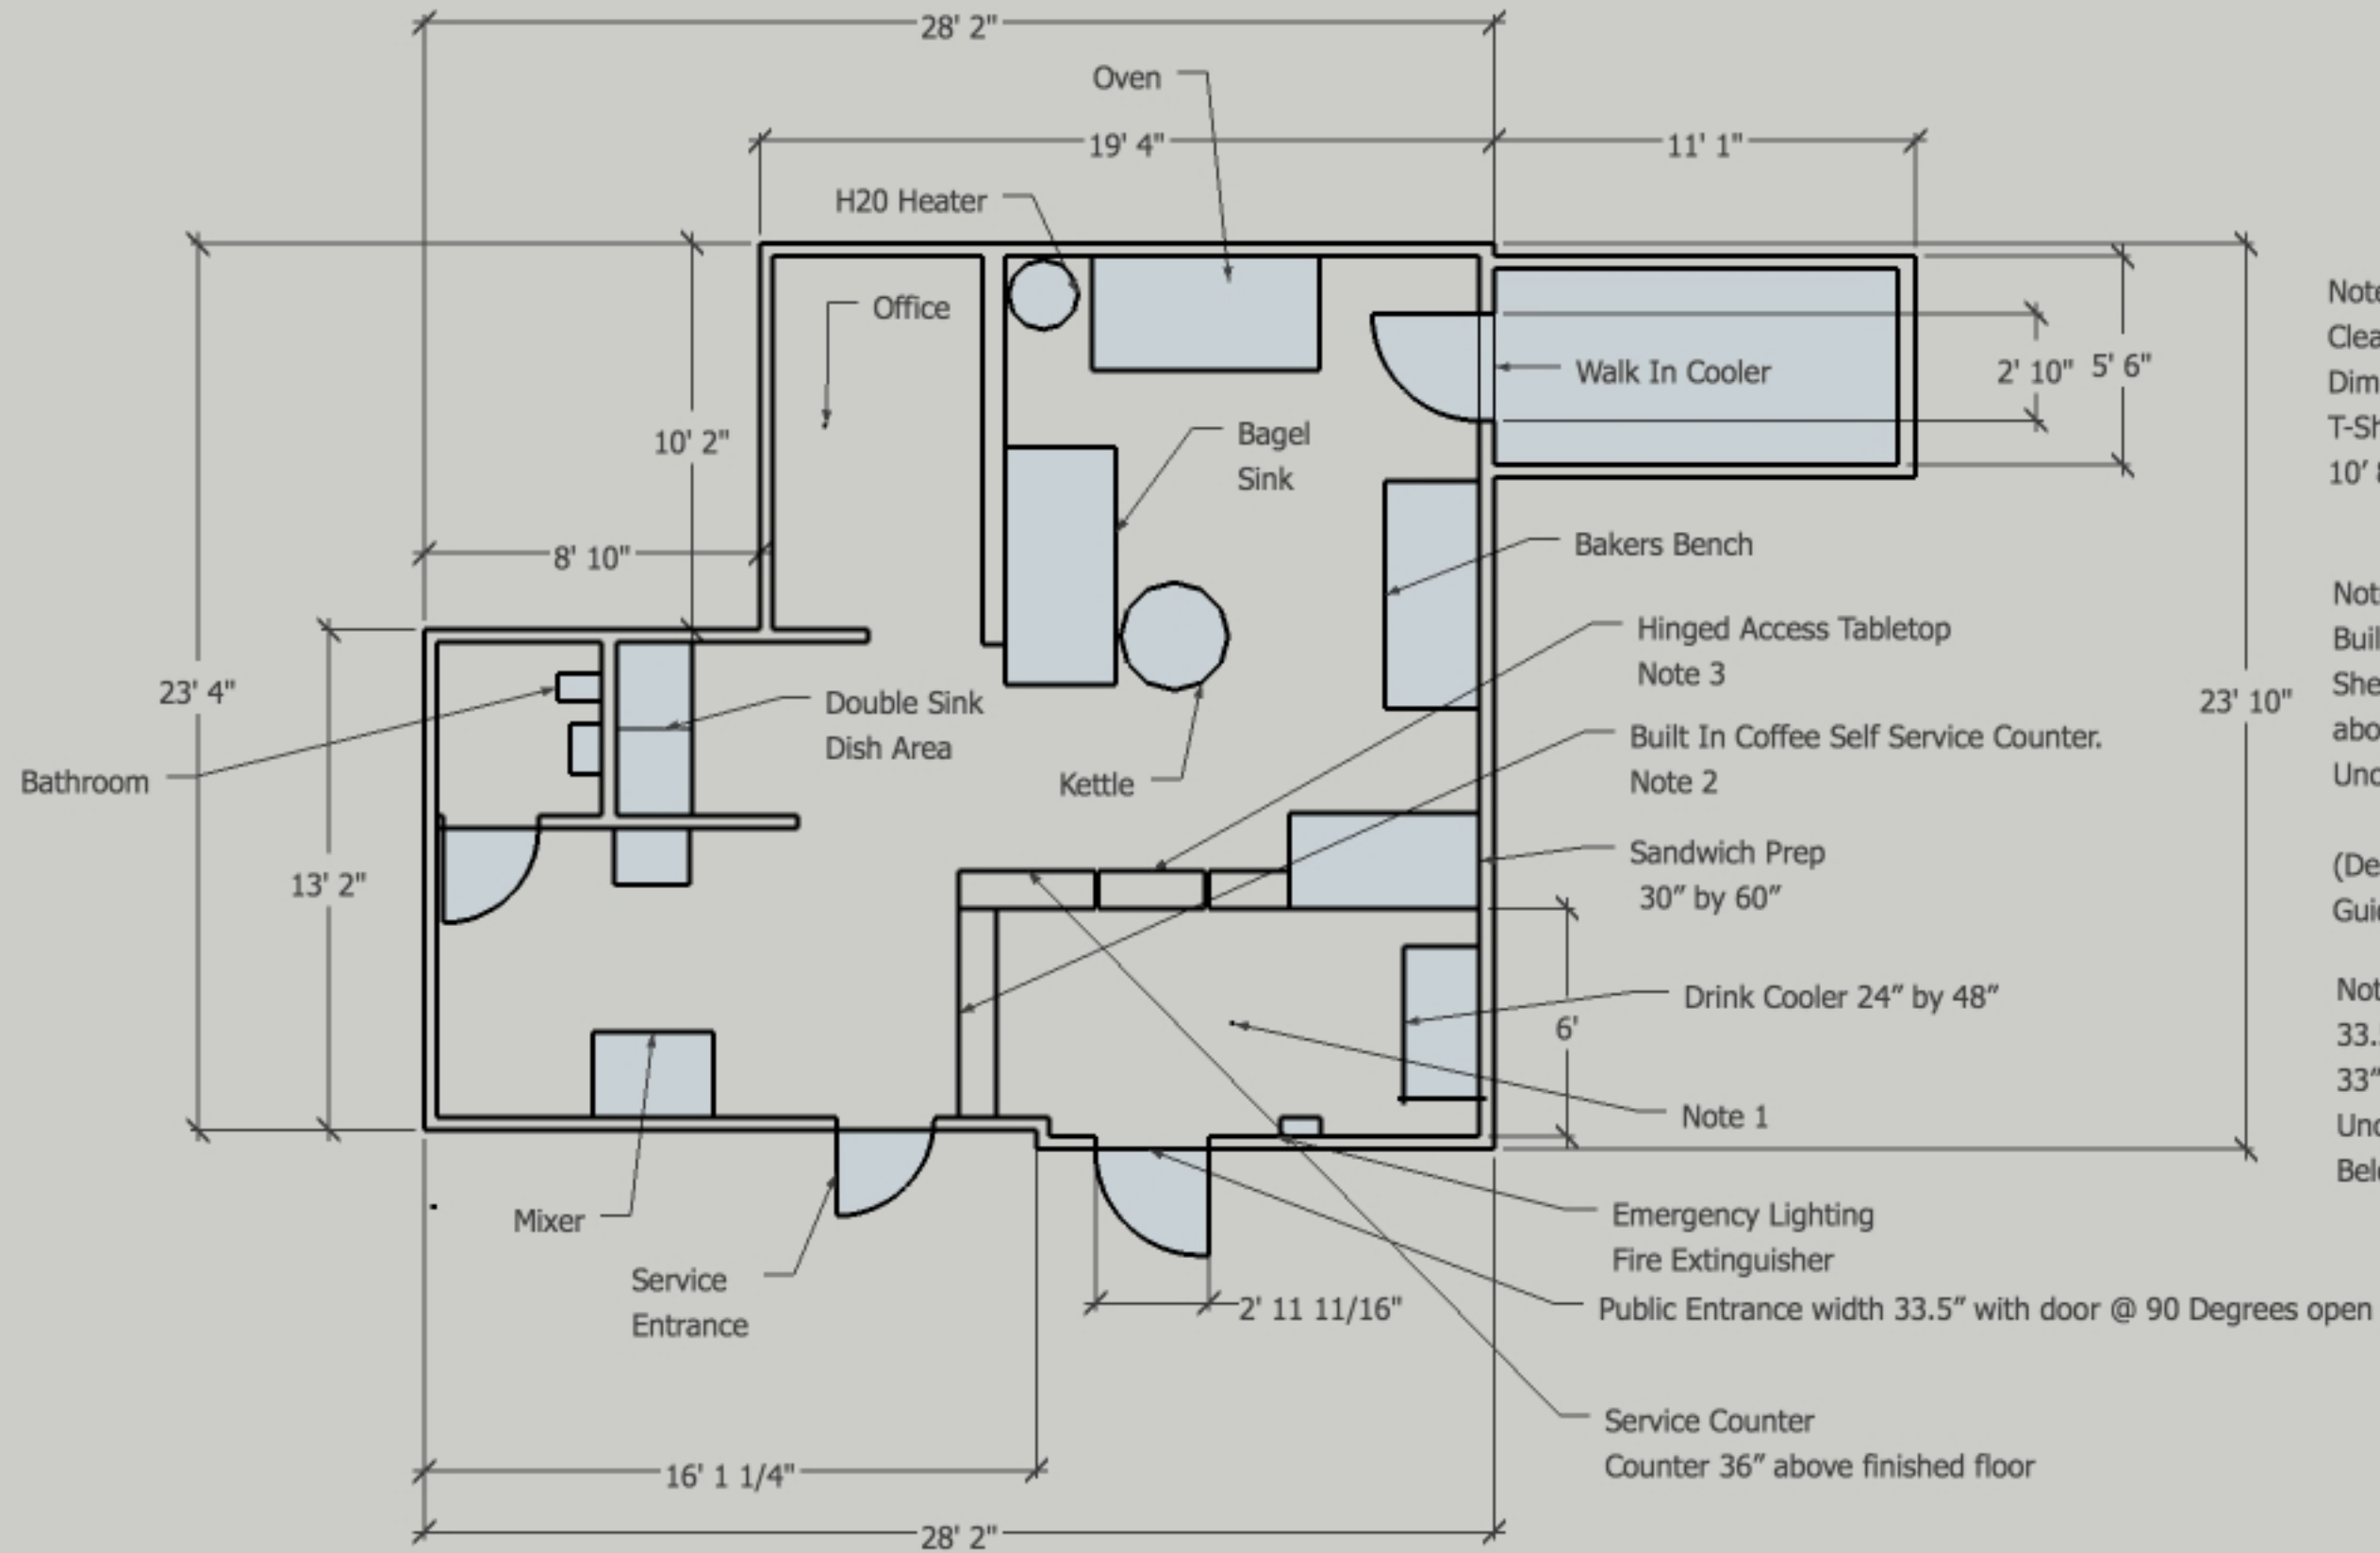 28' 2"
Oven
19' 4"
11' 1"
H20 Heater
Office
Walk In Cooler
2' 10"
5' 6"
10' 2"
Bagel
Sink
8' 10"
Bakers Bench
Hinged Access Tabletop
Note 3
23' 4"
Double Sink
Dish Area
23' 10"
Built In Coffee Self Service Counter.
Note 2
Bathroom
Kettle
13' 2"
Sandwich Prep
30” by 60”
Drink Cooler 24” by 48”
6'
Note 1
Mixer
Emergency Lighting
Fire Extinguisher
Service
Entrance
2' 11 11/16"
Public Entrance width 33.5” with door @ 90 Degrees open
Service Counter
Counter 36” above finished floor
16' 1 1/4"
28' 2"
10’
33”